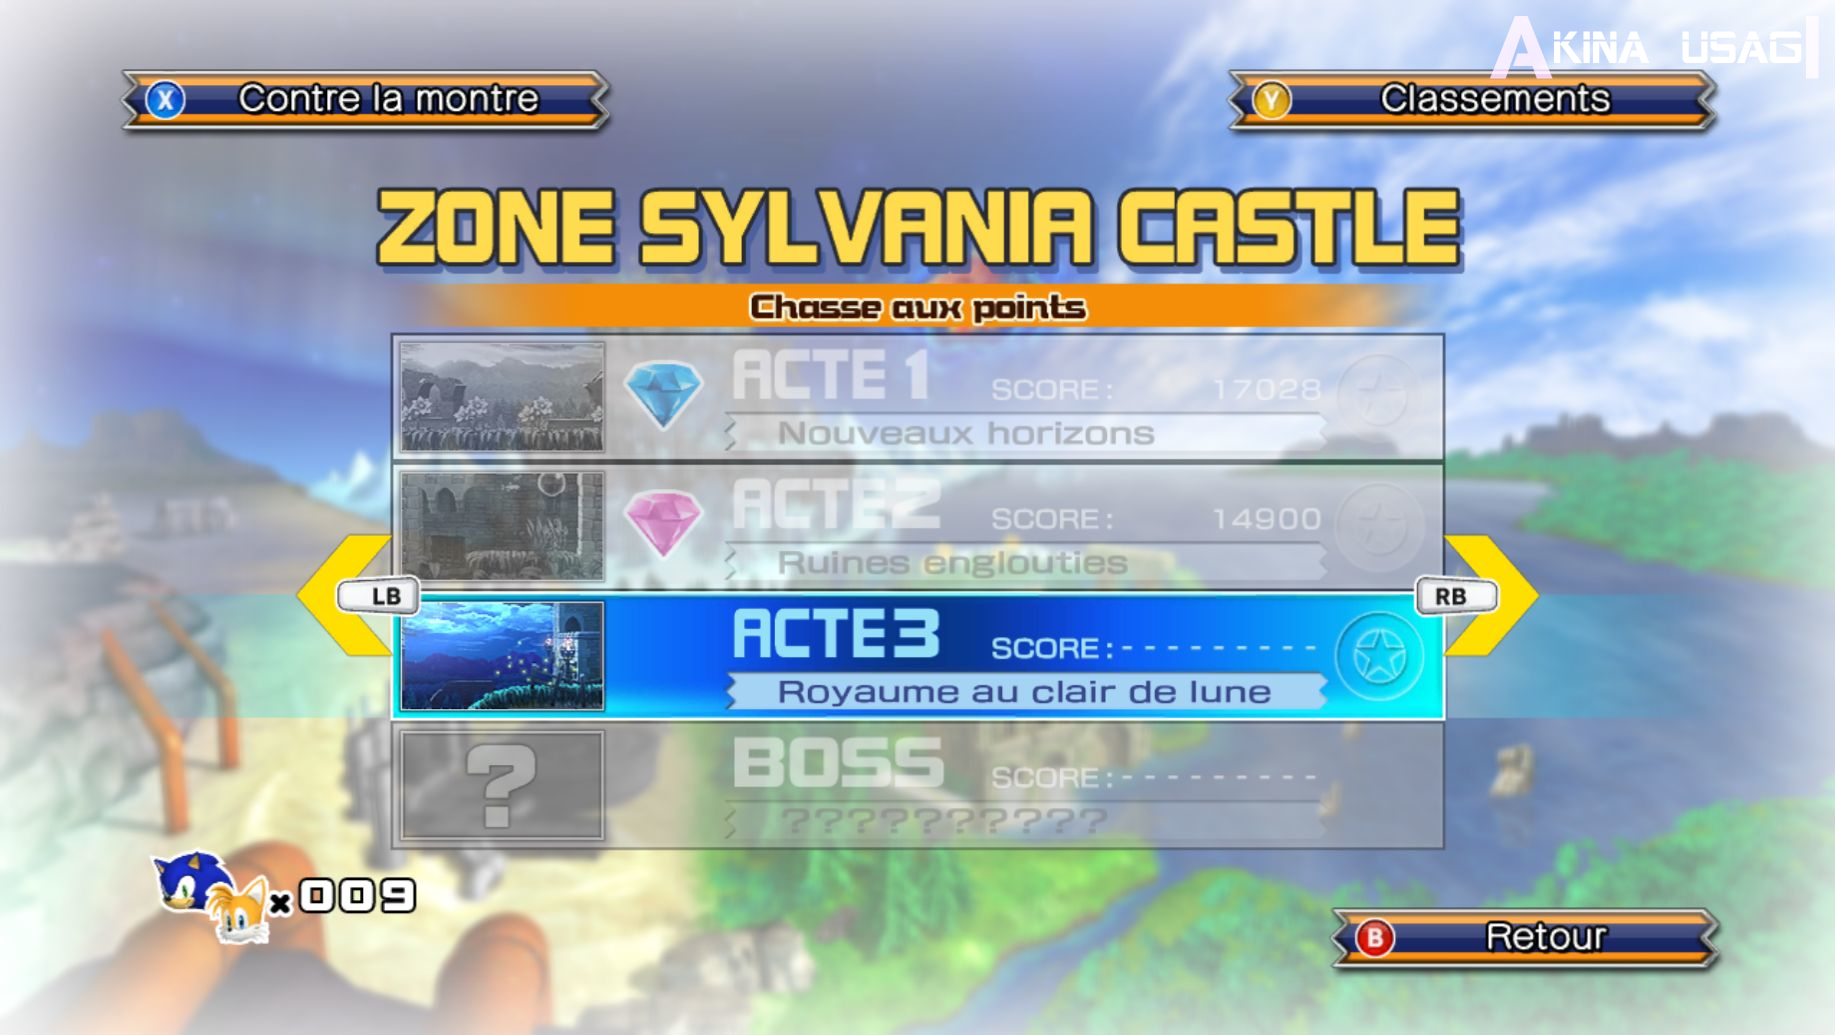 AKINA USAGI
X Contre la montre
Y Classements
ZONE SYLVANIA CASTLE
Chasse aux points
ACTE 1 SCORE: 17028
Nouveaux horizons
ACTE 2 SCORE: 14900
Ruines englouties
LB
RB
ACTE 3 SCORE:---------
Royaume au clair de lune
?
BOSS SCORE:---------
??????????
×009
B Retour